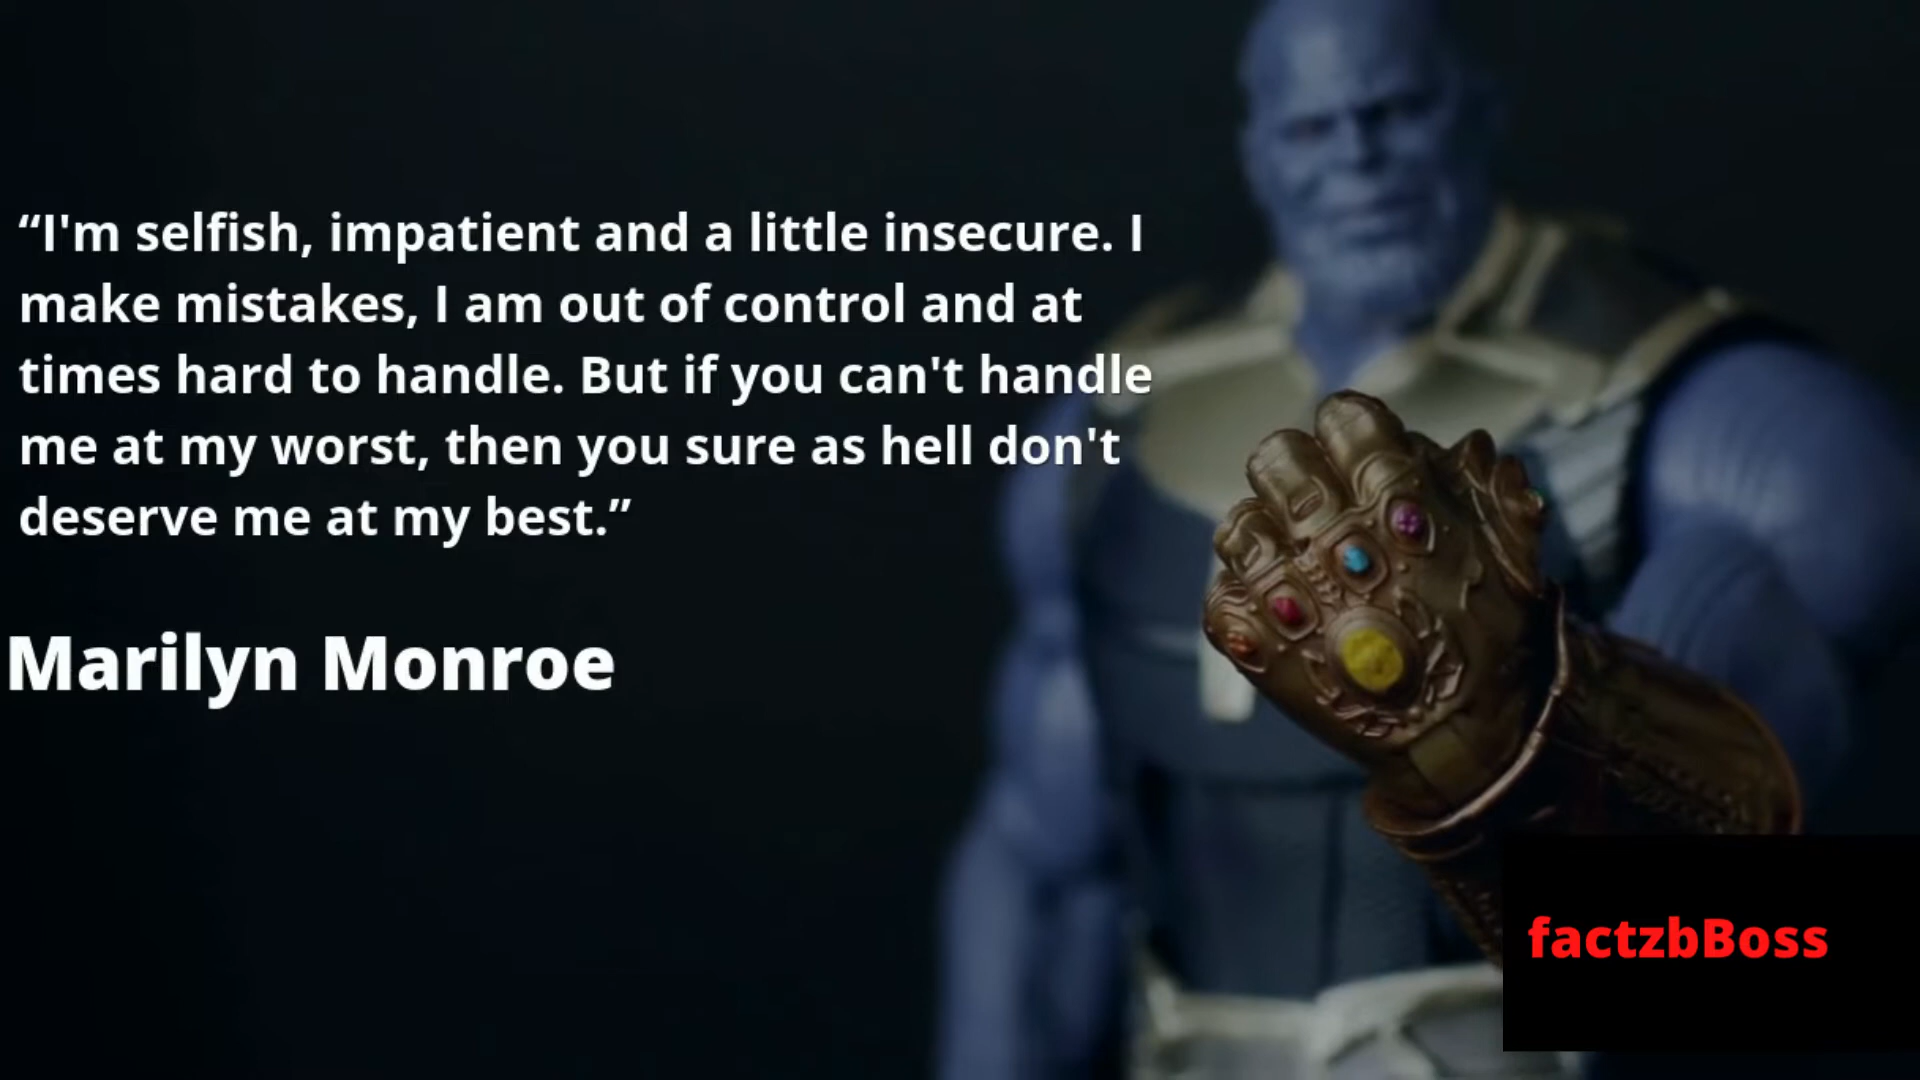 “I'm selfish, impatient and a little insecure. I
make mistakes, I am out of control and at
times hard to handle. But if you can't handle
me at my worst, then you sure as hell don't
deserve me at my best.”
Marilyn Monroe
factzbBoss